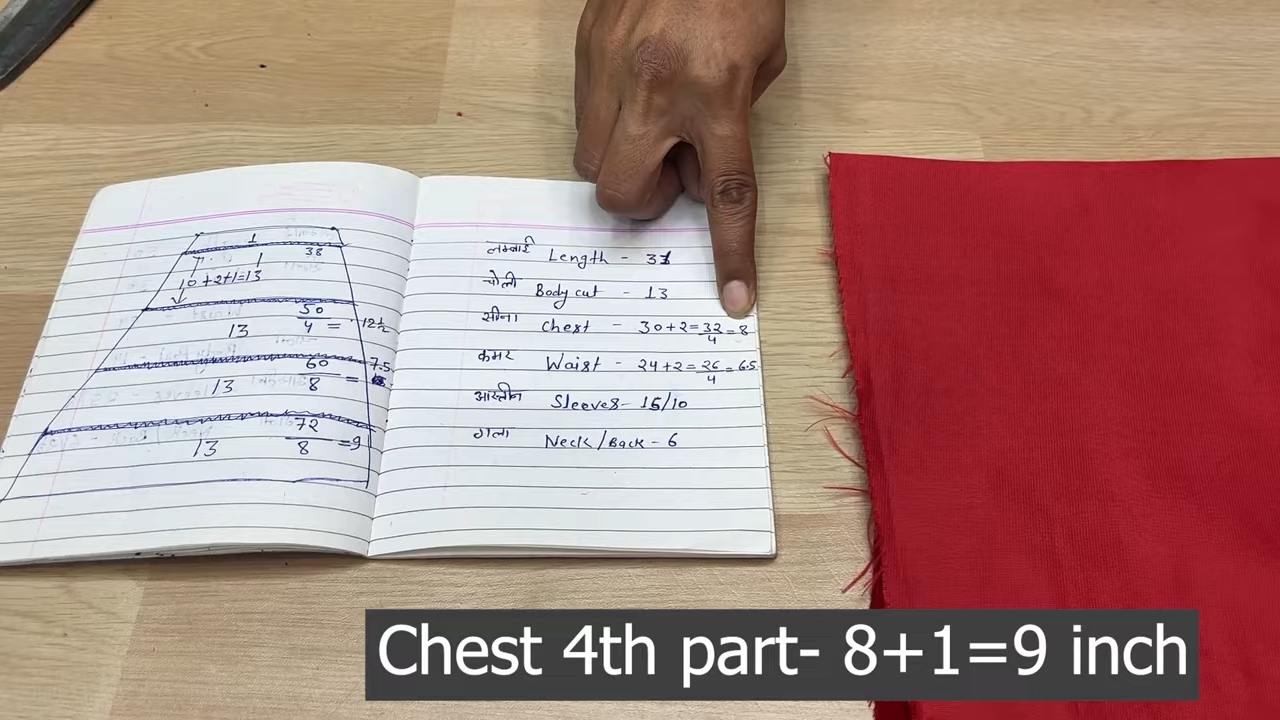 1
1 38
10+2+1=13
13 50/4 = 12½
13 60/8 = 7.5
13 72/8 =9
लम्बाई Length - 31
चोली Body cut - 13
सीना Chest - 30+2=32/4=8
कमर Waist - 24+2=26/4=6.5
आस्तीन Sleeves- 15/10
गला Neck/Back - 6
Chest 4th part- 8+1=9 inch